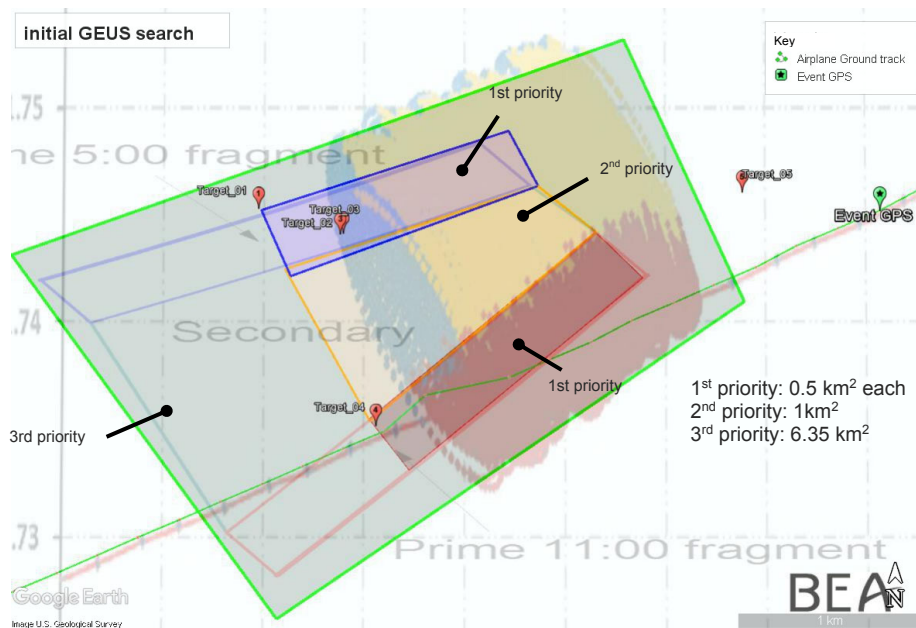 initial GEUS search
Key
Airplane Ground track
Event GPS
.75
1st priority
ne 5:00 fragment
2nd priority
Target_01
Target_03
Target_02
Target_05
Event GPS
.74
Secondary
1st priority
1st priority: 0.5 km² each
2nd priority: 1km²
3rd priority: 6.35 km²
Target_04
3rd priority
.73
Prime 11:00 fragment
Google Earth
BEA
N
1 km
Image U.S. Geological Survey
1
4